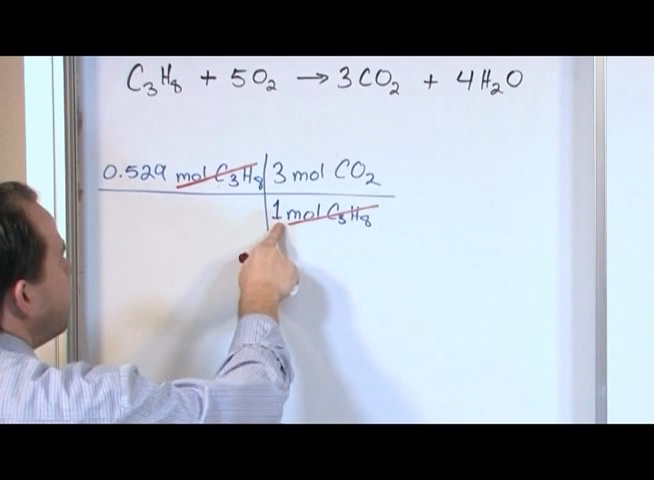 C₃H₈ + 5O₂ → 3CO₂ + 4H₂O
0.529 mol C₃H₈ 3 mol CO₂
1 mol C₃H₈